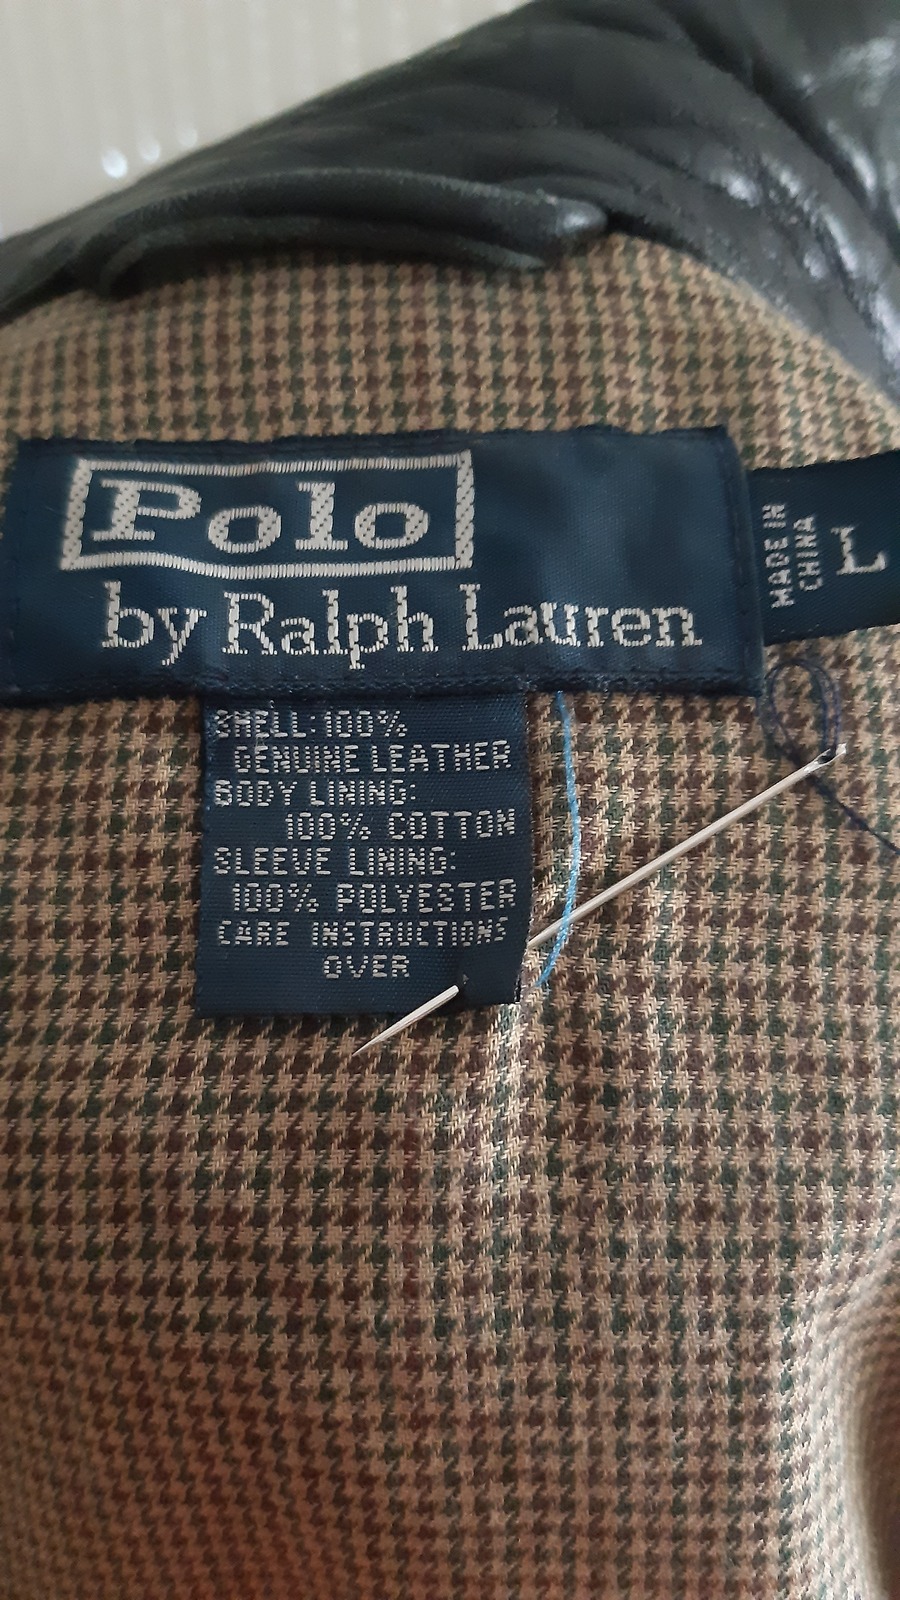 Polo
by Ralph Lauren
MADE IN
CHINA
L
SHELL: 100%
GENUINE LEATHER
BODY LINING:
100% COTTON
SLEEVE LINING:
100% POLYESTER
CARE INSTRUCTIONS
OVER